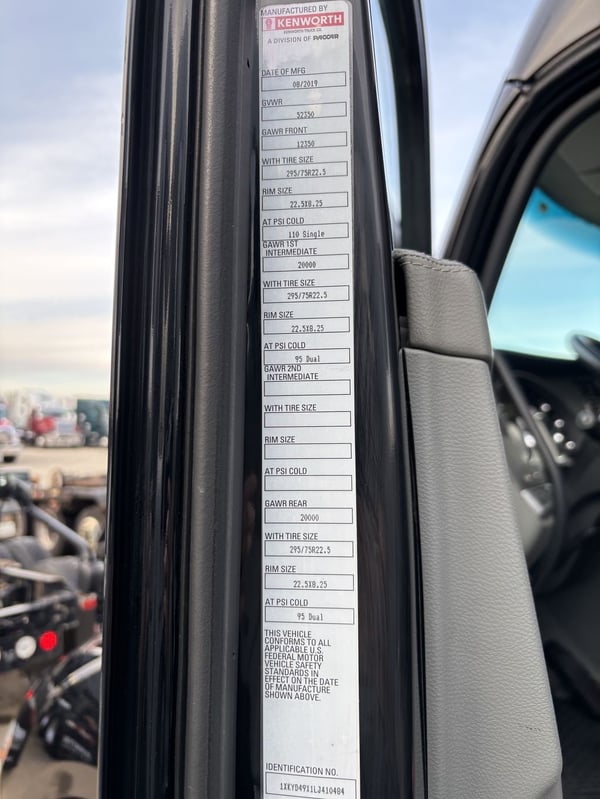 MANUFACTURED BY
KENWORTH
KENWORTH TRUCK CO.
A DIVISION OF PACCAR
DATE OF MFG
08/2019
GVWR
52350
GAWR FRONT
12350
WITH TIRE SIZE
295/75R22.5
RIM SIZE
22.5X8.25
AT PSI COLD
110 Single
GAWR 1ST
INTERMEDIATE
20000
WITH TIRE SIZE
295/75R22.5
RIM SIZE
22.5X8.25
AT PSI COLD
95 Dual
GAWR 2ND
INTERMEDIATE
WITH TIRE SIZE
RIM SIZE
AT PSI COLD
GAWR REAR
20000
WITH TIRE SIZE
295/75R22.5
RIM SIZE
22.5X8.25
AT PSI COLD
95 Dual
THIS VEHICLE
CONFORMS TO ALL
APPLICABLE U.S.
FEDERAL MOTOR
VEHICLE SAFETY
STANDARDS IN
EFFECT ON THE DATE
OF MANUFACTURE
SHOWN ABOVE.
IDENTIFICATION NO.
1XKYD49X1LJ410484